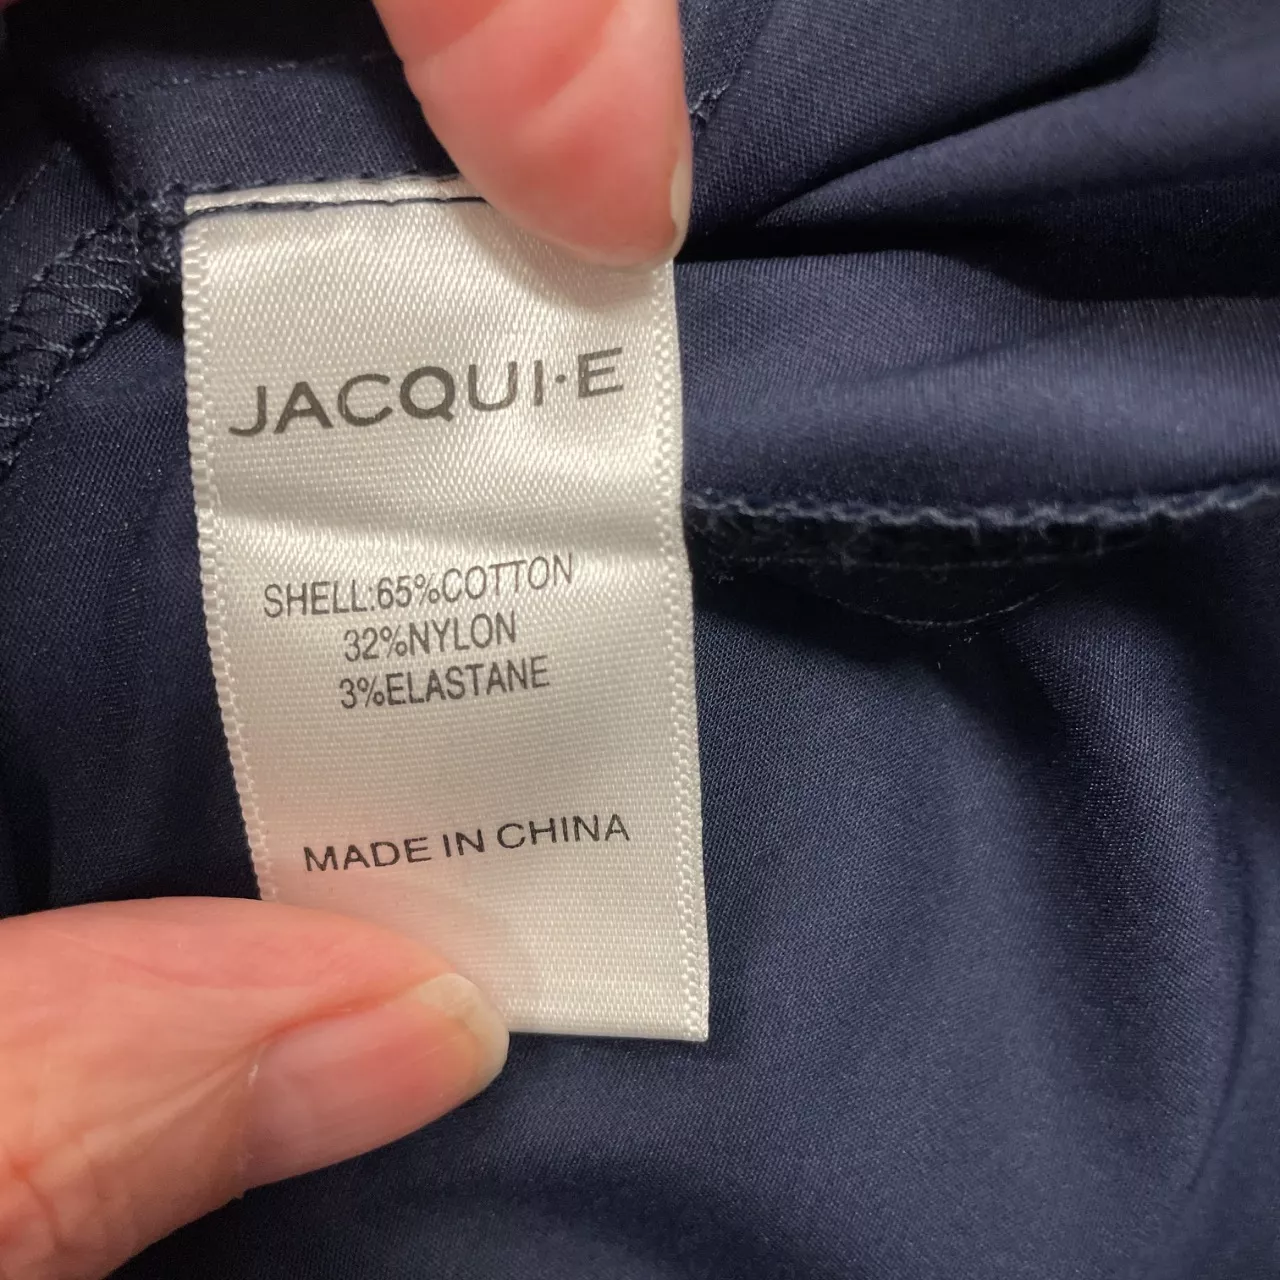 JACQUI·E
SHELL:65%COTTON
32%NYLON
3%ELASTANE
MADE IN CHINA